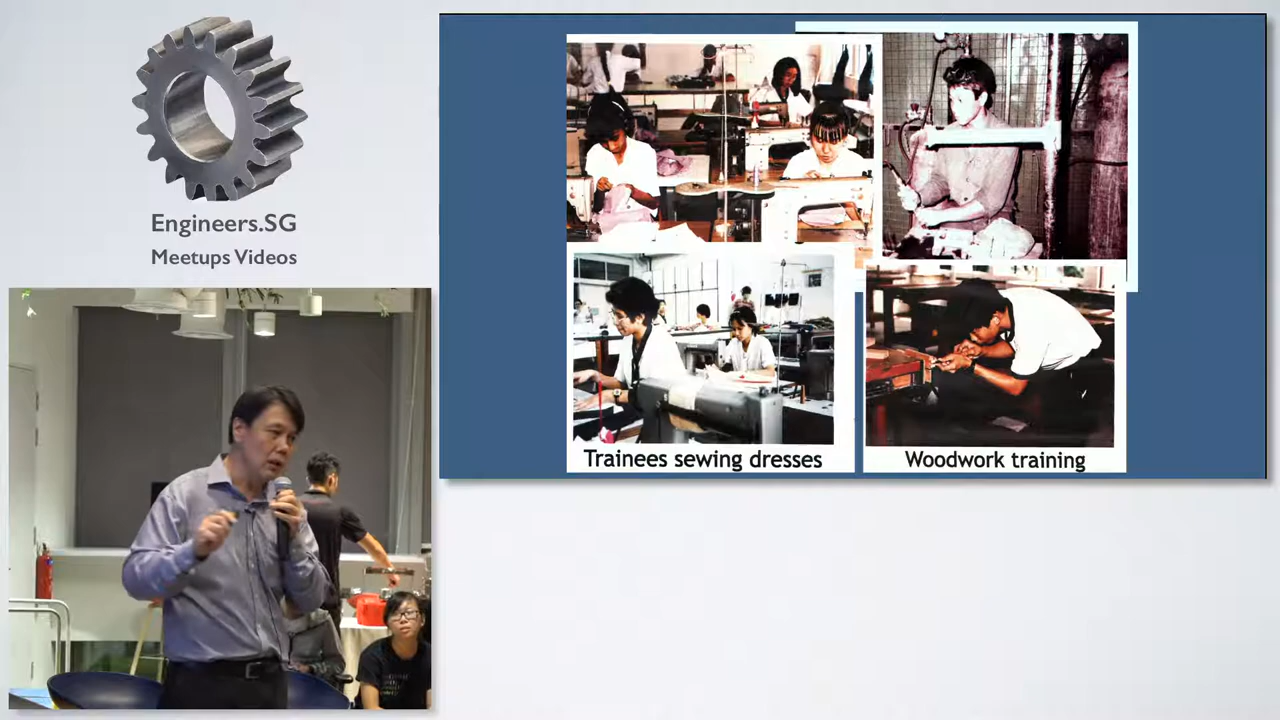 Engineers.SG
Meetups Videos
Trainees sewing dresses
Woodwork training